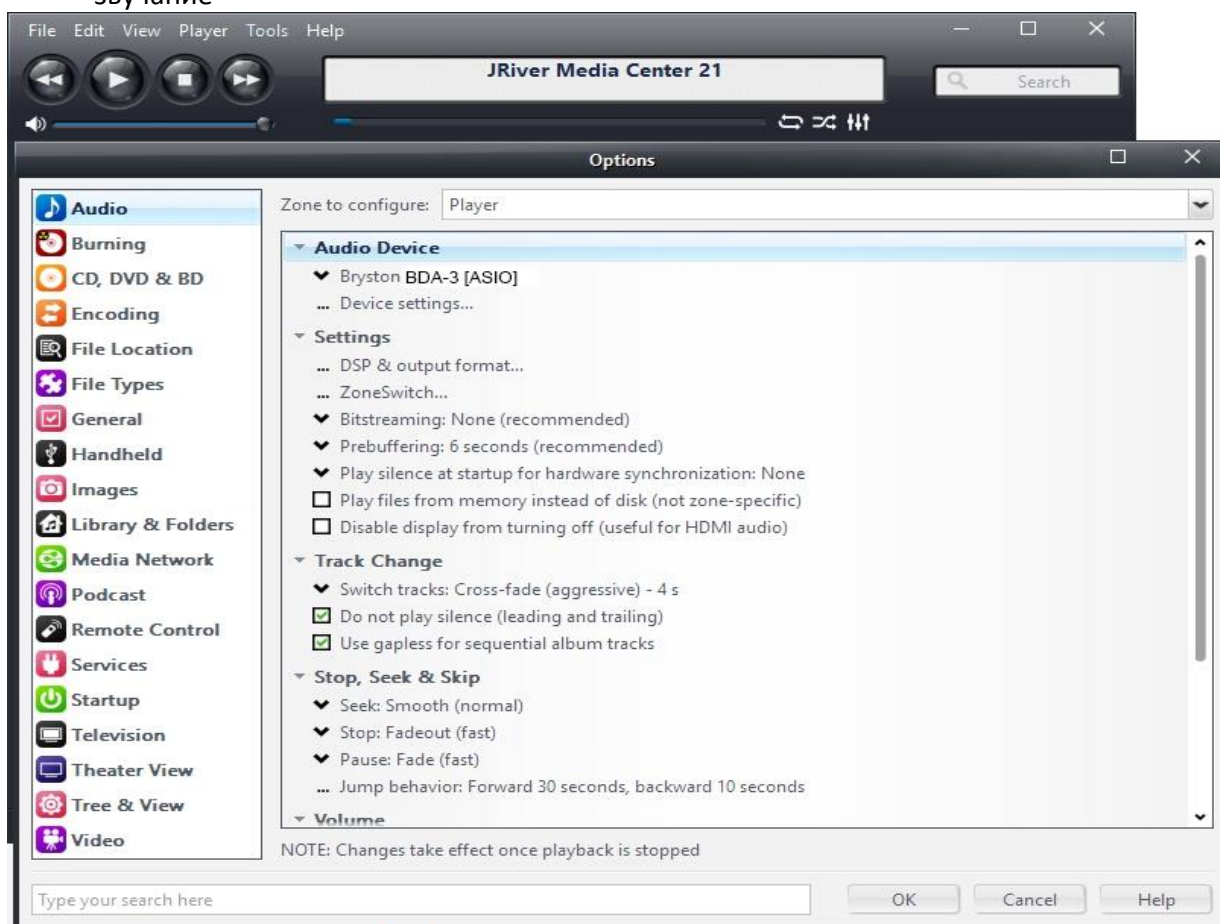 звучание
File Edit View Player Tools Help
JRiver Media Center 21
Search
Options
Audio
Burning
CD, DVD & BD
Encoding
File Location
File Types
General
Handheld
Images
Library & Folders
Media Network
Podcast
Remote Control
Services
Startup
Television
Theater View
Tree & View
Video
Zone to configure: Player
Audio Device
Bryston BDA-3 [ASIO]
... Device settings...
Settings
... DSP & output format...
... ZoneSwitch...
Bitstreaming: None (recommended)
Prebuffering: 6 seconds (recommended)
Play silence at startup for hardware synchronization: None
Play files from memory instead of disk (not zone-specific)
Disable display from turning off (useful for HDMI audio)
Track Change
Switch tracks: Cross-fade (aggressive) - 4 s
Do not play silence (leading and trailing)
Use gapless for sequential album tracks
Stop, Seek & Skip
Seek: Smooth (normal)
Stop: Fadeout (fast)
Pause: Fade (fast)
... Jump behavior: Forward 30 seconds, backward 10 seconds
Volume
NOTE: Changes take effect once playback is stopped
Type your search here
OK Cancel Help